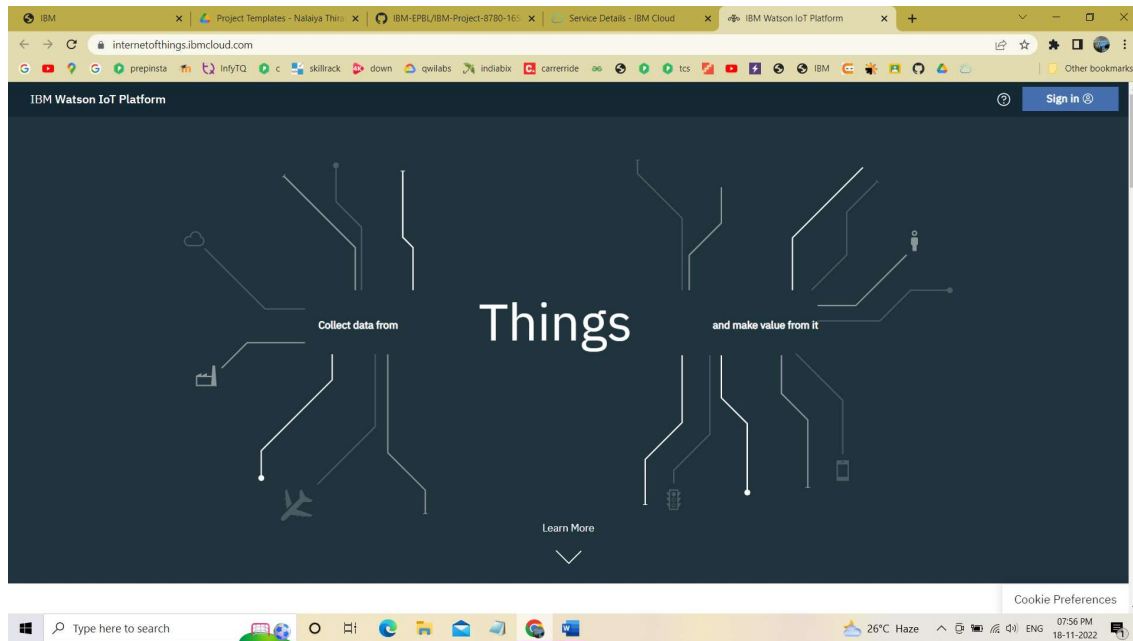 IBM
Project Templates - Nalaiya Thira
IBM-EPBL/IBM-Project-8780-165
Service Details - IBM Cloud
IBM Watson IoT Platform
internetofthings.ibmcloud.com
prepinsta
InfyTQ
c
skillrack
down
qwilabs
indiabix
carrerride
tcs
IBM
Other bookmarks
IBM Watson IoT Platform
Sign in
Collect data from
Things
and make value from it
Learn More
Cookie Preferences
Type here to search
26°C Haze
ENG
07:56 PM
18-11-2022